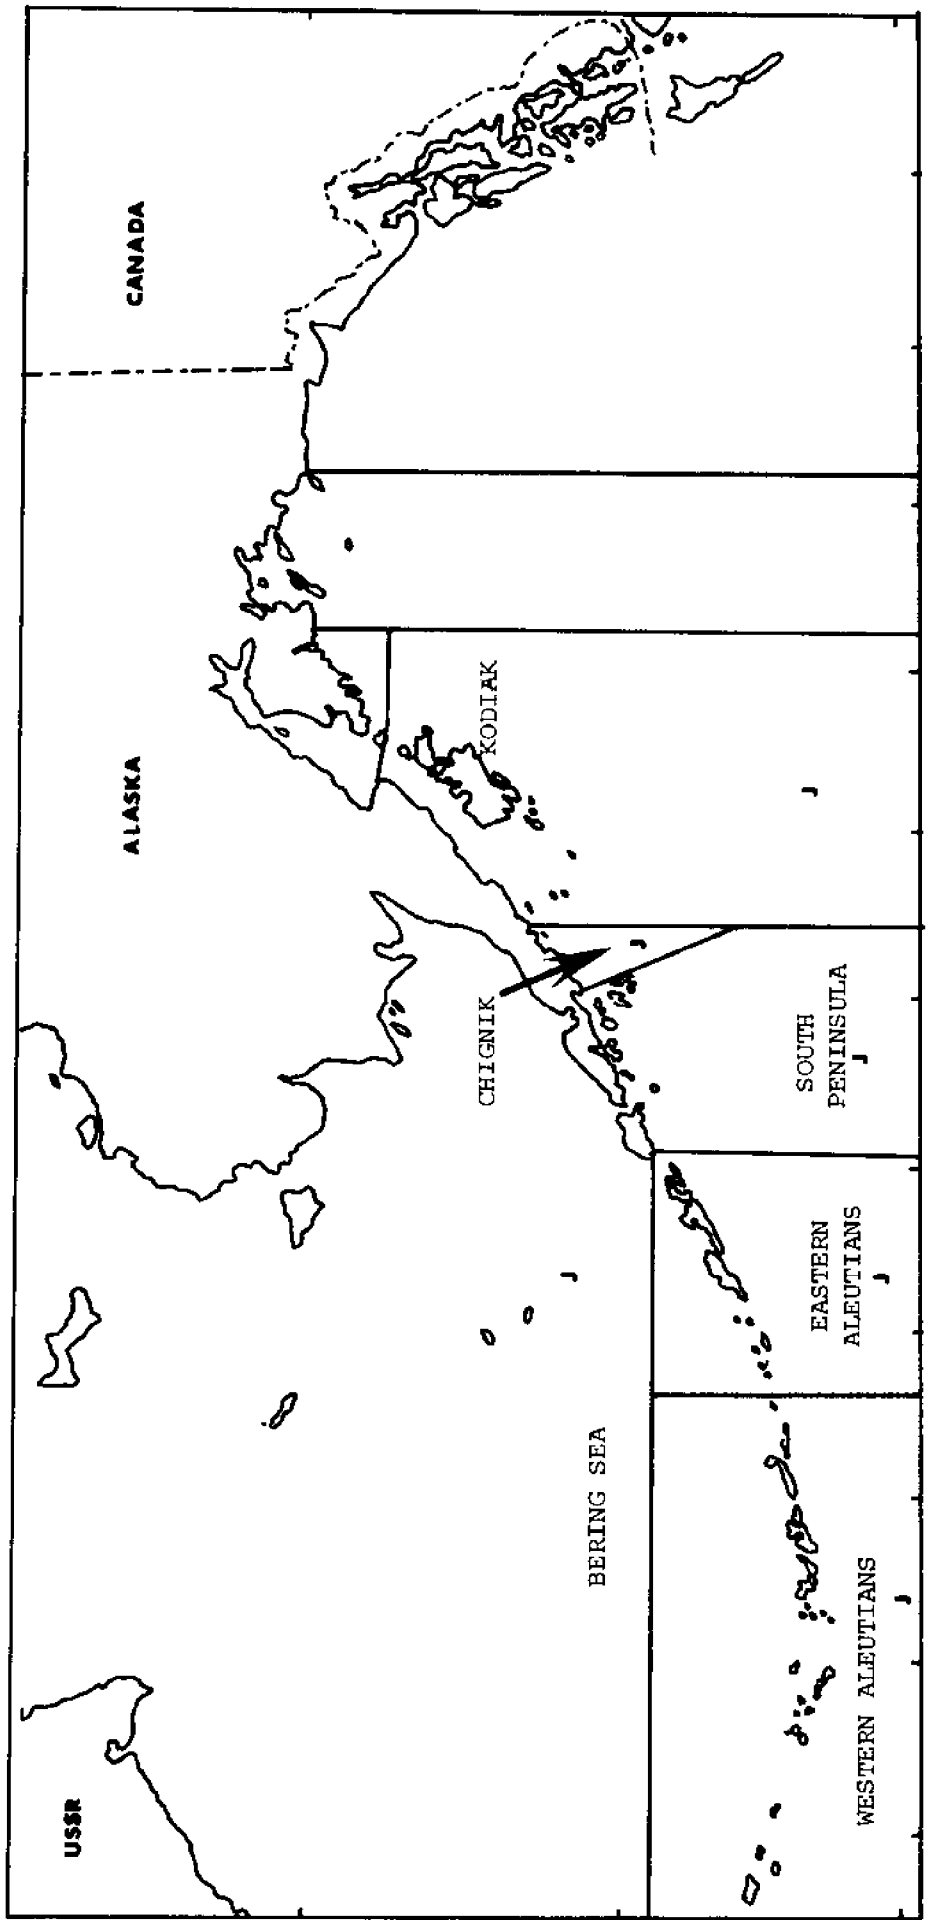 USSR
ALASKA
CANADA
BERING SEA
CHIGNIK
KODIAK
WESTERN ALEUTIANS
EASTERN
ALEUTIANS
SOUTH
PENINSULA